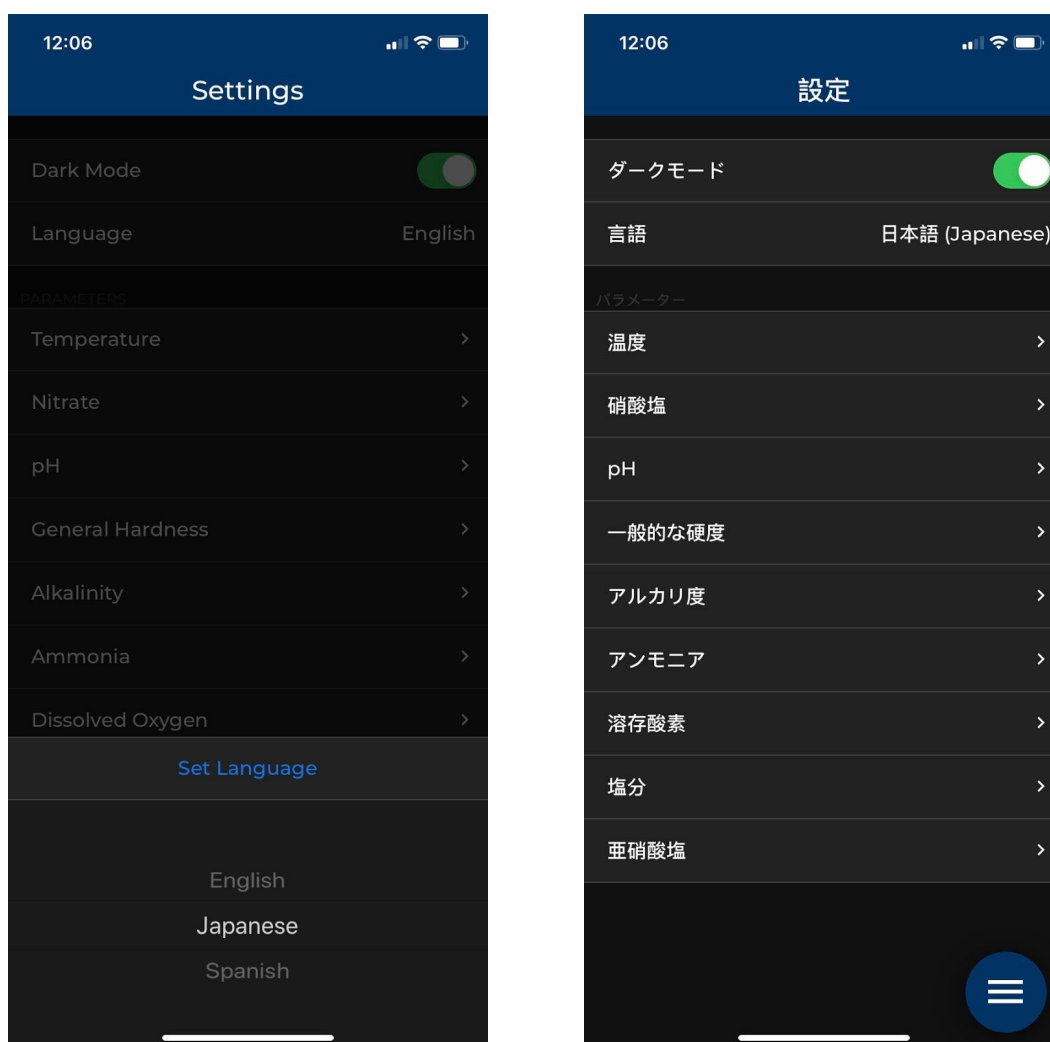 12:06
Settings
Dark Mode
Language English
PARAMETERS
Temperature
Nitrate
pH
General Hardness
Alkalinity
Ammonia
Dissolved Oxygen
Set Language
English
Japanese
Spanish
12:06
設定
ダークモード
言語 日本語 (Japanese)
パラメーター
温度
硝酸塩
pH
一般的な硬度
アルカリ度
アンモニア
溶存酸素
塩分
亜硝酸塩